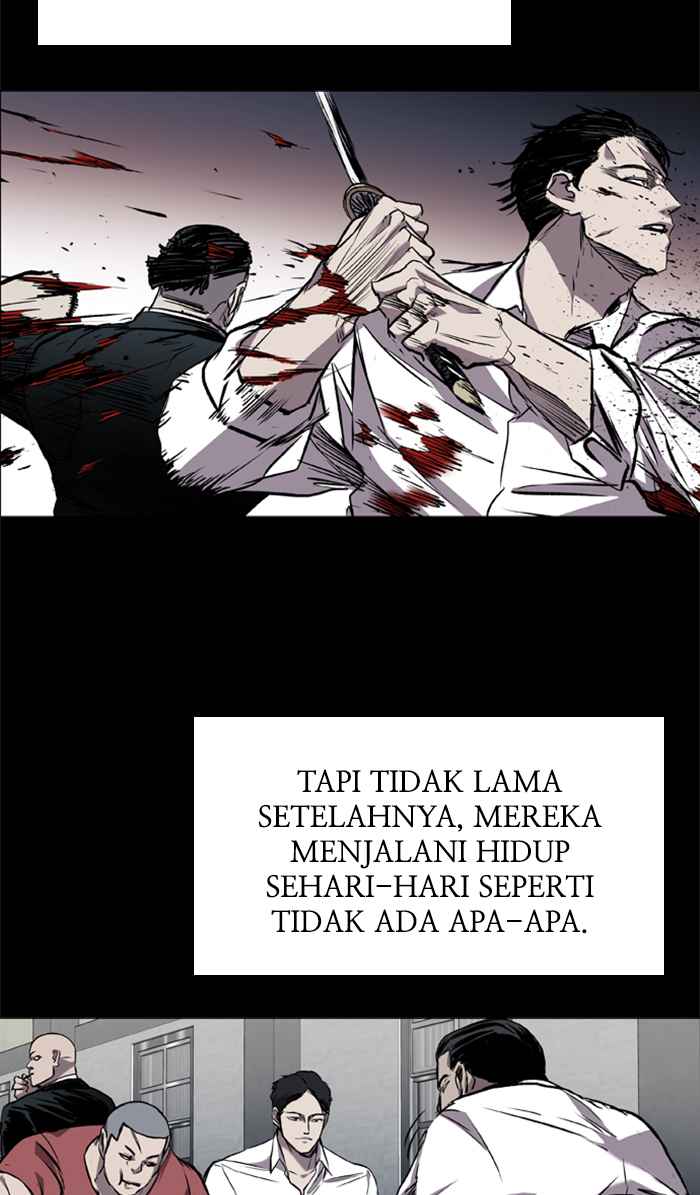 TAPI TIDAK LAMA
SETELAHNYA, MEREKA
MENJALANI HIDUP
SEHARI-HARI SEPERTI
TIDAK ADA APA-APA.